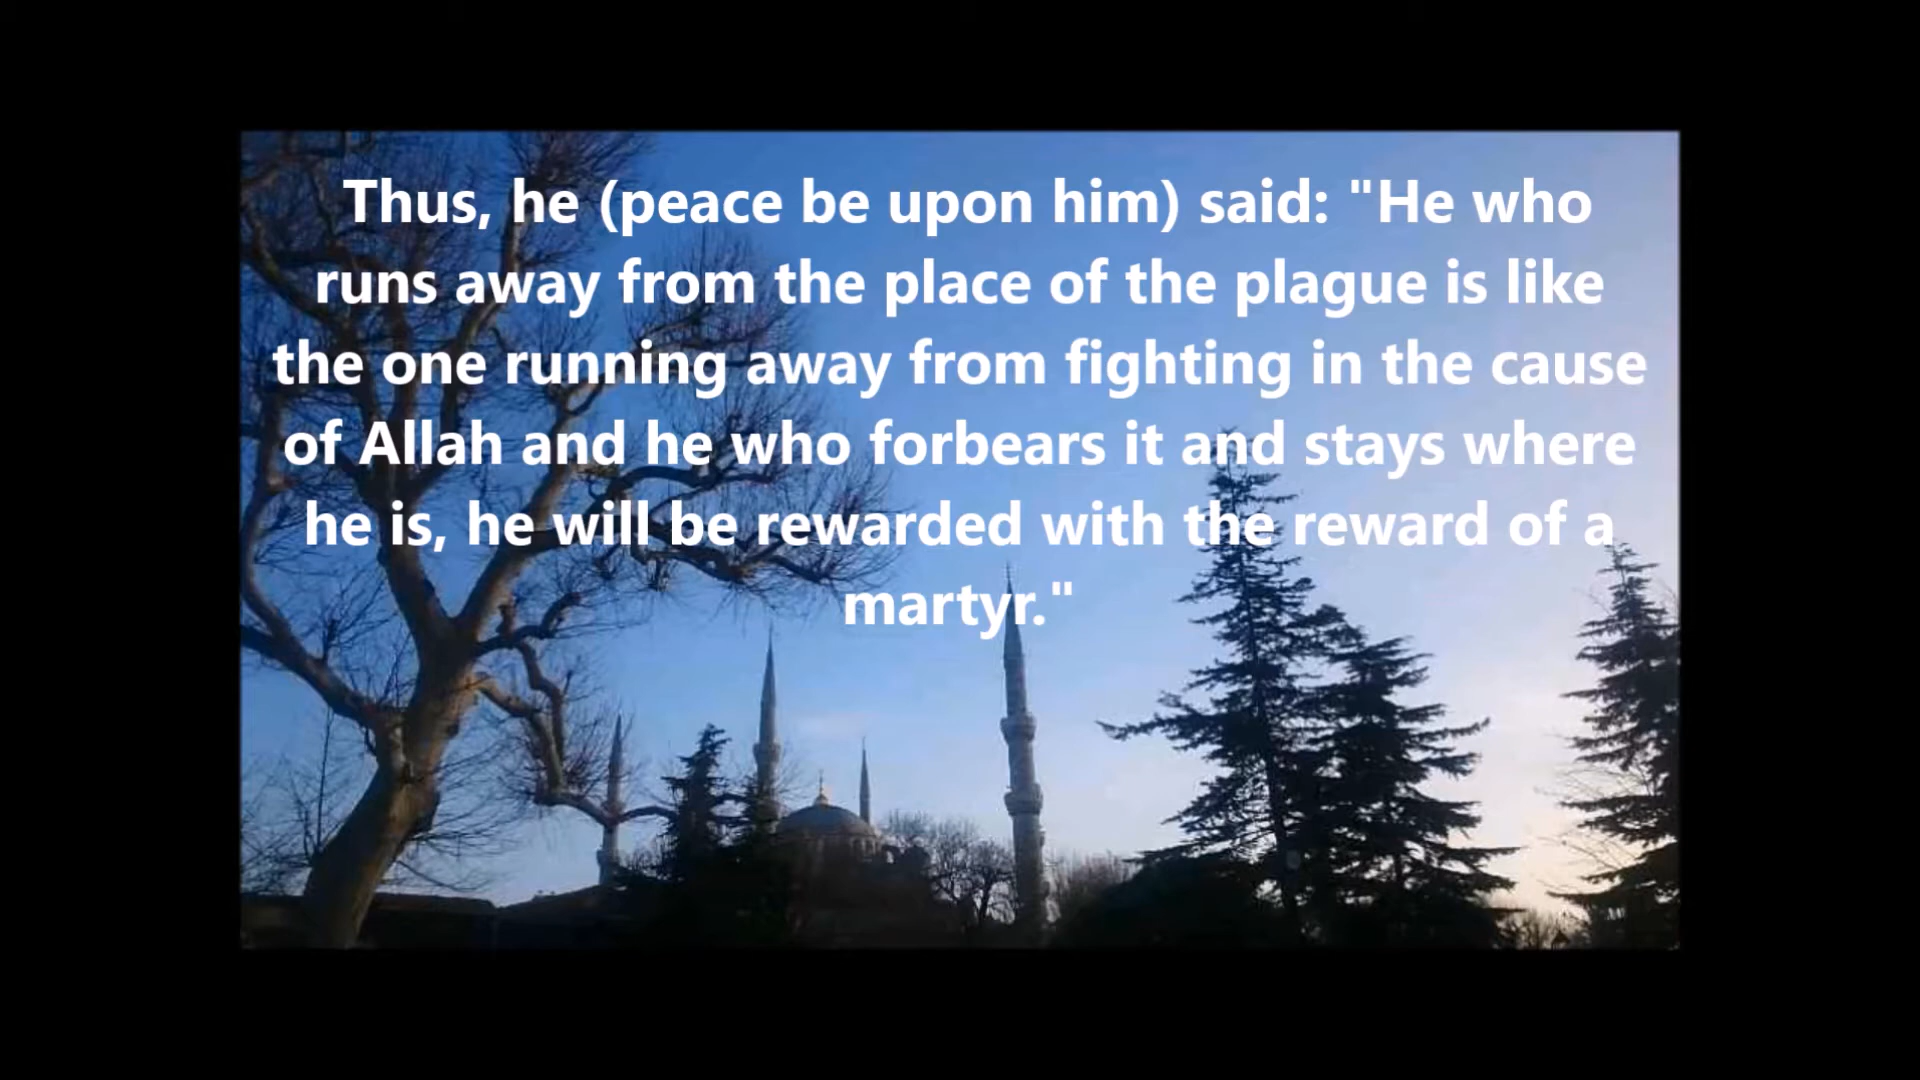 Thus, he (peace be upon him) said: "He who
runs away from the place of the plague is like
the one running away from fighting in the cause
of Allah and he who forbears it and stays where
he is, he will be rewarded with the reward of a
martyr."